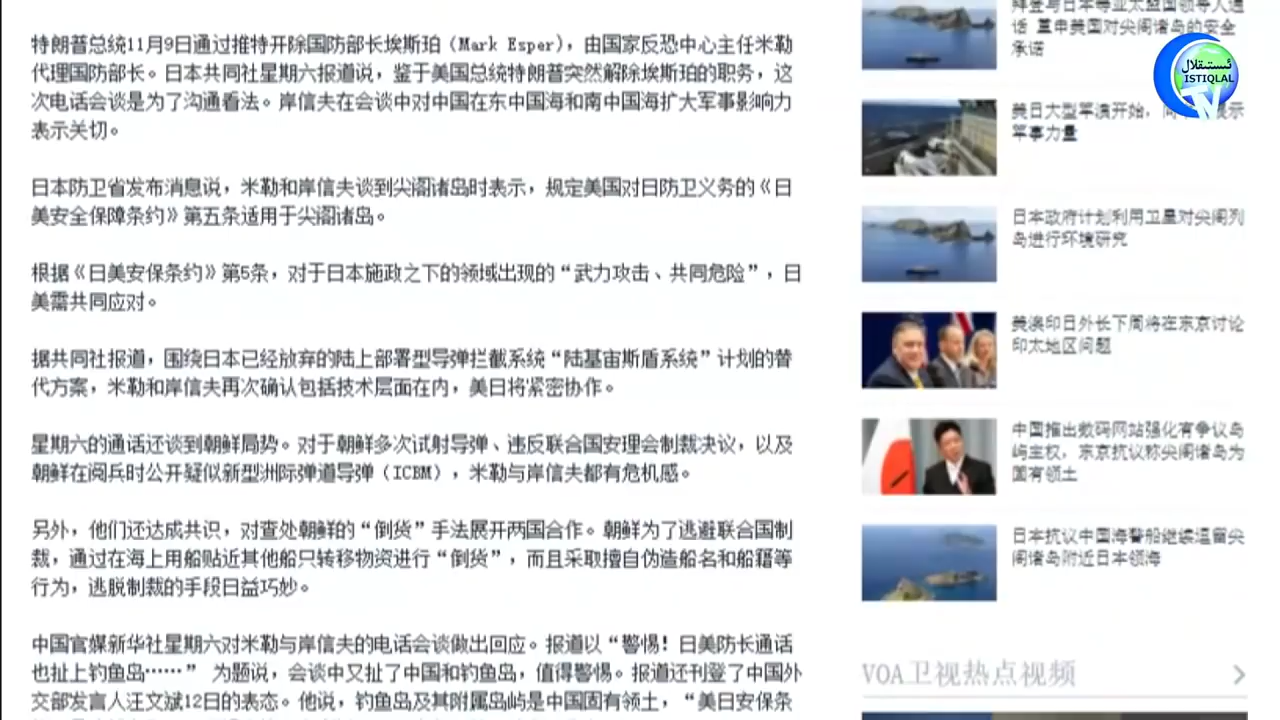 特朗普总统11月9日通过推特开除国防部长埃斯珀（Mark Esper），由国家反恐中心主任米勒
代理国防部长。日本共同社星期六报道说，鉴于美国总统特朗普突然解除埃斯珀的职务，这
次电话会谈是为了沟通看法。岸信夫在会谈中对中国在东中国海和南中国海扩大军事影响力
表示关切。
日本防卫省发布消息说，米勒和岸信夫谈到尖阁诸岛时表示，规定美国对日防卫义务的《日
美安全保障条约》第五条适用于尖阁诸岛。
根据《日美安保条约》第5条，对于日本施政之下的领域出现的“武力攻击、共同危险”，日
美需共同应对。
据共同社报道，围绕日本已经放弃的陆上部署型导弹拦截系统“陆基宙斯盾系统”计划的替
代方案，米勒和岸信夫再次确认包括技术层面在内，美日将紧密协作。
星期六的通话还谈到朝鲜局势。对于朝鲜多次试射导弹、违反联合国安理会制裁决议，以及
朝鲜在阅兵时公开疑似新型洲际弹道导弹（ICBM），米勒与岸信夫都有危机感。
另外，他们还达成共识，对查处朝鲜的“倒货”手法展开两国合作。朝鲜为了逃避联合国制
裁，通过在海上用船贴近其他船只转移物资进行“倒货”，而且采取擅自伪造船名和船籍等
行为，逃脱制裁的手段日益巧妙。
中国官媒新华社星期六对米勒与岸信夫的电话会谈做出回应。报道以“警惕！日美防长通话
也扯上钓鱼岛……” 为题说，会谈中又扯了中国和钓鱼岛，值得警惕。报道还刊登了中国外
交部发言人汪文斌12日的表态。他说，钓鱼岛及其附属岛屿是中国固有领土，“美日安保条
拜登与日本等亚太盟国领导人通
话 重申美国对尖阁诸岛的安全
承诺
美日大型军演开始，展示
军事力量
日本政府计划利用卫星对尖阁列
岛进行环境研究
美澳印日外长下周将在东京讨论
印太地区问题
中国推出数码网站强化有争议岛
屿主权，东京抗议称尖阁诸岛为
固有领土
日本抗议中国海警船继续逗留尖
阁诸岛附近日本领海
VOA卫视热点视频
ئىستىقلال
ISTIQLAL
TV